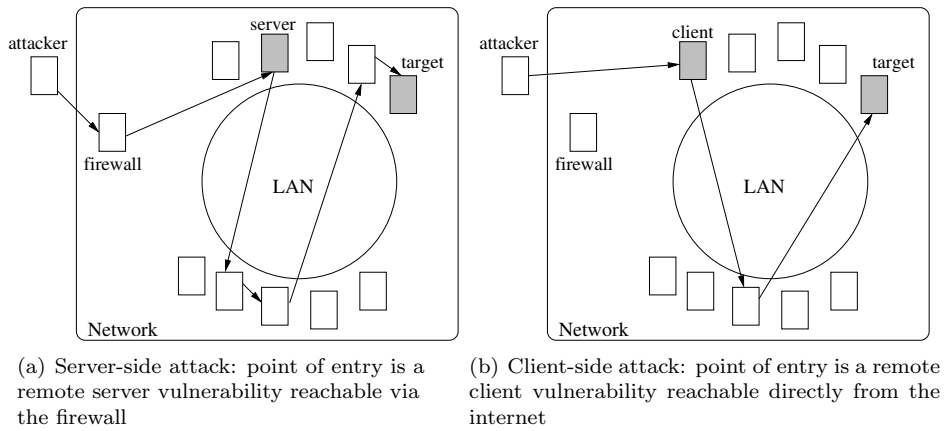 attacker
server
target
firewall
LAN
Network
(a) Server-side attack: point of entry is a
remote server vulnerability reachable via
the firewall
attacker
client
target
firewall
LAN
Network
(b) Client-side attack: point of entry is a remote
client vulnerability reachable directly from the
internet